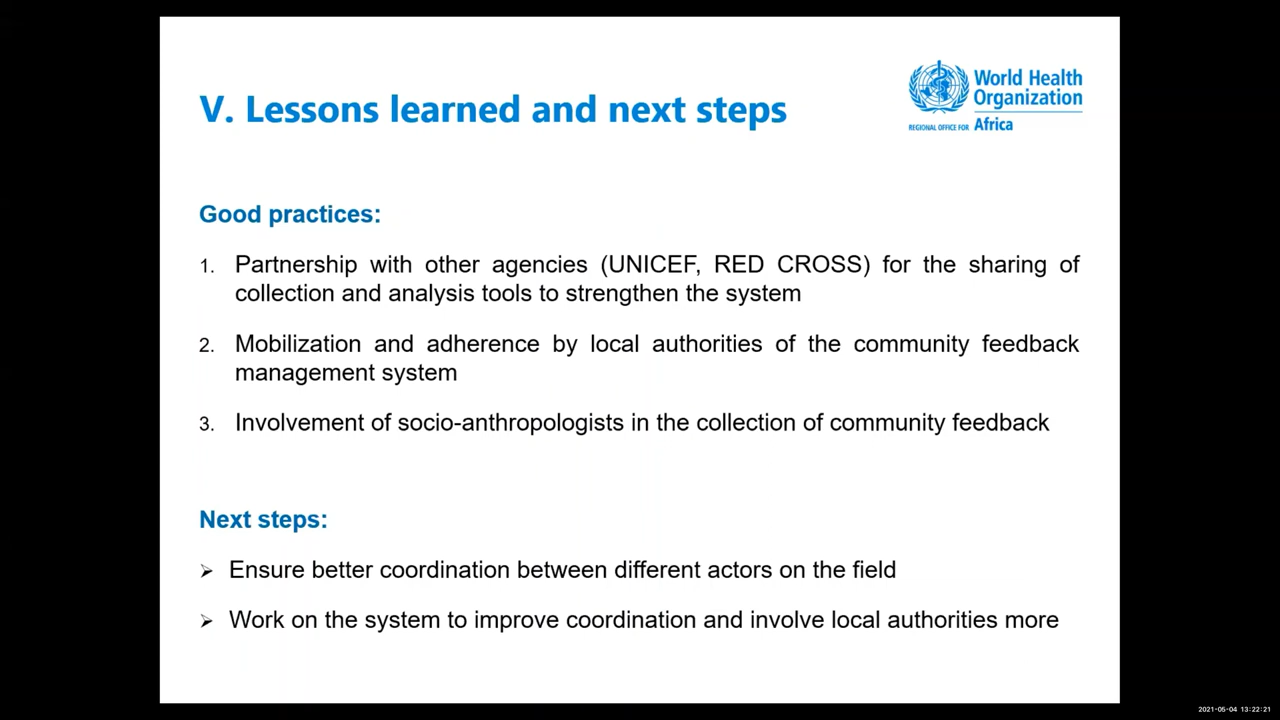 V. Lessons learned and next steps
World Health
Organization
REGIONAL OFFICE FOR Africa
Good practices:
1. Partnership with other agencies (UNICEF, RED CROSS) for the sharing of
collection and analysis tools to strengthen the system
2. Mobilization and adherence by local authorities of the community feedback
management system
3. Involvement of socio-anthropologists in the collection of community feedback
Next steps:
➢ Ensure better coordination between different actors on the field
➢ Work on the system to improve coordination and involve local authorities more
2021-05-04 13:22:21